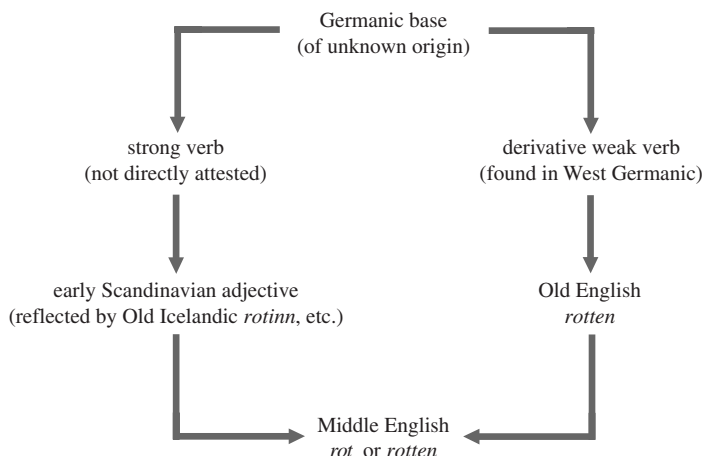 Germanic base
(of unknown origin)
strong verb
(not directly attested)
derivative weak verb
(found in West Germanic)
early Scandinavian adjective
(reflected by Old Icelandic rotinn, etc.)
Old English
rotten
Middle English
rot or rotten